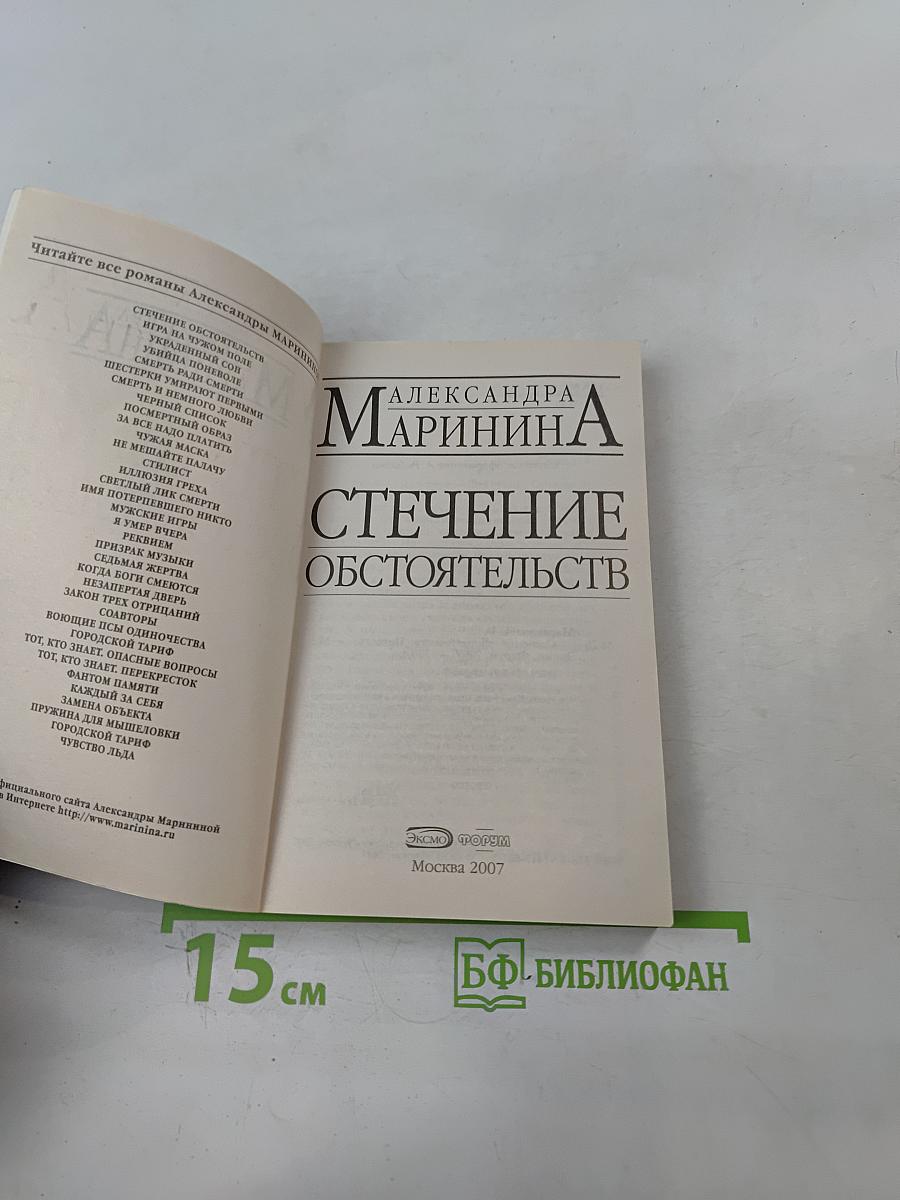 Читайте все романы Александры МАРИНИНОЙ
СТЕЧЕНИЕ ОБСТОЯТЕЛЬСТВ
ИГРА НА ЧУЖОМ ПОЛЕ
УКРАДЕННЫЙ СОН
УБИЙЦА ПОНЕВОЛЕ
СМЕРТЬ РАДИ СМЕРТИ
ШЕСТЕРКИ УМИРАЮТ ПЕРВЫМИ
СМЕРТЬ И НЕМНОГО ЛЮБВИ
ЧЕРНЫЙ СПИСОК
ПОСМЕРТНЫЙ ОБРАЗ
ЗА ВСЕ НАДО ПЛАТИТЬ
ЧУЖАЯ МАСКА
НЕ МЕШАЙТЕ ПАЛАЧУ
СТИЛИСТ
ИЛЛЮЗИЯ ГРЕХА
СВЕТЛЫЙ ЛИК СМЕРТИ
ИМЯ ПОТЕРПЕВШЕГО НИКТО
МУЖСКИЕ ИГРЫ
Я УМЕР ВЧЕРА
РЕКВИЕМ
ПРИЗРАК МУЗЫКИ
СЕДЬМАЯ ЖЕРТВА
КОГДА БОГИ СМЕЮТСЯ
НЕЗАПЕРТАЯ ДВЕРЬ
ЗАКОН ТРЕХ ОТРИЦАНИЙ
СОАВТОРЫ
ВОЮЩИЕ ПСЫ ОДИНОЧЕСТВА
ГОРОДСКОЙ ТАРИФ
ТОТ, КТО ЗНАЕТ. ОПАСНЫЕ ВОПРОСЫ
ТОТ, КТО ЗНАЕТ. ПЕРЕКРЕСТОК
ФАНТОМ ПАМЯТИ
КАЖДЫЙ ЗА СЕБЯ
ЗАМЕНА ОБЪЕКТА
ПРУЖИНА ДЛЯ МЫШЕЛОВКИ
ГОРОДСКОЙ ТАРИФ
ЧУВСТВО ЛЬДА
фициального сайта Александры Марининой
в Интернете http://www.marinina.ru
АЛЕКСАНДРА
МАРИНИНА
СТЕЧЕНИЕ
ОБСТОЯТЕЛЬСТВ
ЭКСМО ФОРУМ
Москва 2007
15 см
БФ БИБЛИОФАН